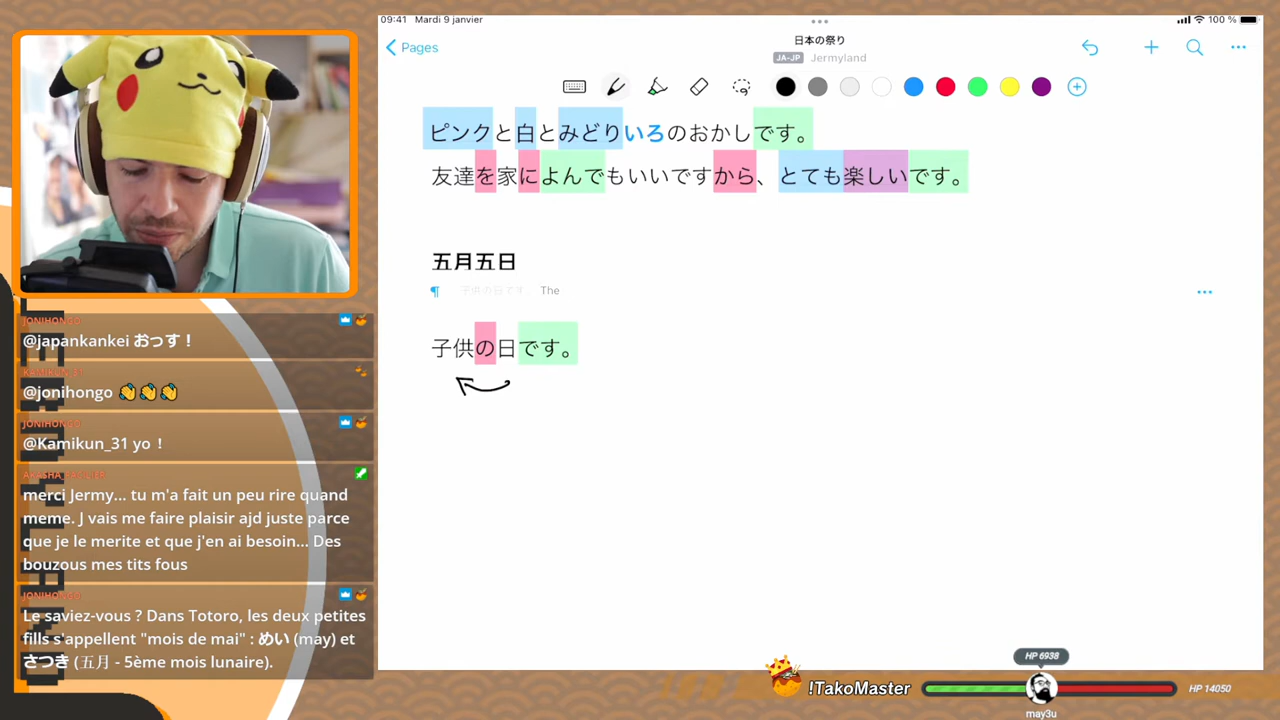 09:41 Mardi 9 janvier
100 %
Pages
日本の祭り
JA-JP Jermyland
ピンクと白とみどりいろのおかしです。
友達を家によんでもいいですから、とても楽しいです。
五月五日
子供の日です。 The
子供の日です。
JONIHONGO
@japankankei おっす！
@jonihongo 👏👏👏
JONIHONGO
@Kamikun_31 yo !
merci Jermy... tu m'a fait un peu rire quand
meme. J vais me faire plaisir ajd juste parce
que je le merite et que j'en ai besoin... Des
bouzous mes tits fous
JONIHONGO
Le saviez-vous ? Dans Totoro, les deux petites
fills s'appellent "mois de mai" : めい (may) et
さつき (五月 - 5ème mois lunaire).
HP 6938
!TakoMaster
HP 14050
may3u